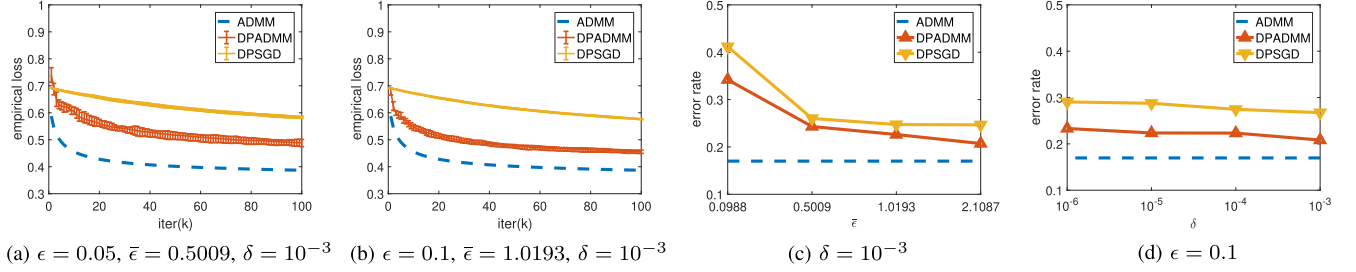 1
0.9
0.8
0.7
0.6
0.5
0.4
0.3
empirical loss
ADMM
DPADMM
DPSGD
0 20 40 60 80 100
iter(k)
(a) ϵ = 0.05, ϵ̄ = 0.5009, δ = 10⁻³
1
0.9
0.8
0.7
0.6
0.5
0.4
0.3
empirical loss
ADMM
DPADMM
DPSGD
0 20 40 60 80 100
iter(k)
(b) ϵ = 0.1, ϵ̄ = 1.0193, δ = 10⁻³
0.5
0.4
0.3
0.2
0.1
error rate
ADMM
DPADMM
DPSGD
0.0988 0.5009 1.0193 2.1087
ϵ̄
(c) δ = 10⁻³
0.5
0.4
0.3
0.2
0.1
error rate
ADMM
DPADMM
DPSGD
10⁻⁶ 10⁻⁵ 10⁻⁴ 10⁻³
δ
(d) ϵ = 0.1